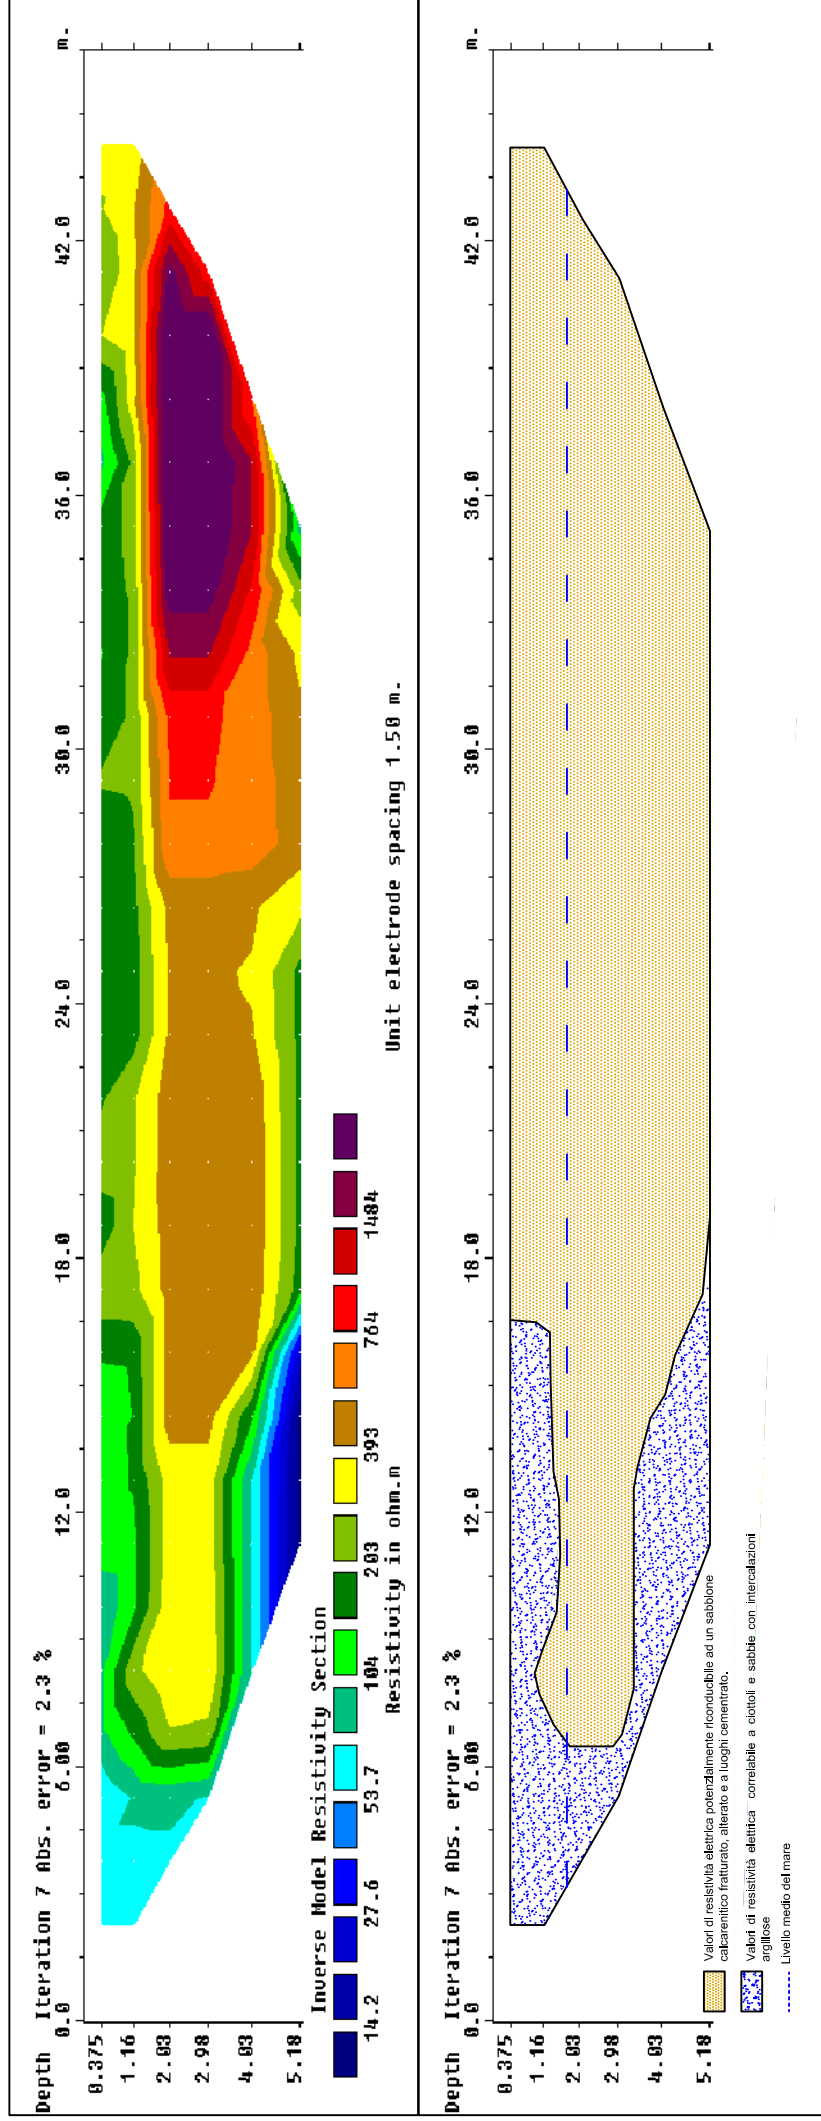 Depth Iteration 7 Abs. error = 2.3 %
0.0 6.00 12.0 18.0 24.0 30.0 36.0 42.0 m.
0.375
1.16
2.03
2.98
4.03
5.18
Inverse Model Resistivity Section
14.2 27.6 53.7 104 203 393 764 1484
Resistivity in ohm.m
Unit electrode spacing 1.50 m.
Depth Iteration 7 Abs. error = 2.3 %
0.0 6.00 12.0 18.0 24.0 30.0 36.0 42.0 m.
0.375
1.16
2.03
2.98
4.03
5.18
Valori di resistività elettrica potenzialmente riconducibile ad un sabbione
calcarenitico fratturato, alterato e a luoghi cementrato.
Valori di resistività elettrica correlabile a ciottoli e sabbie con intercalazioni
argillose
Livello medio del mare